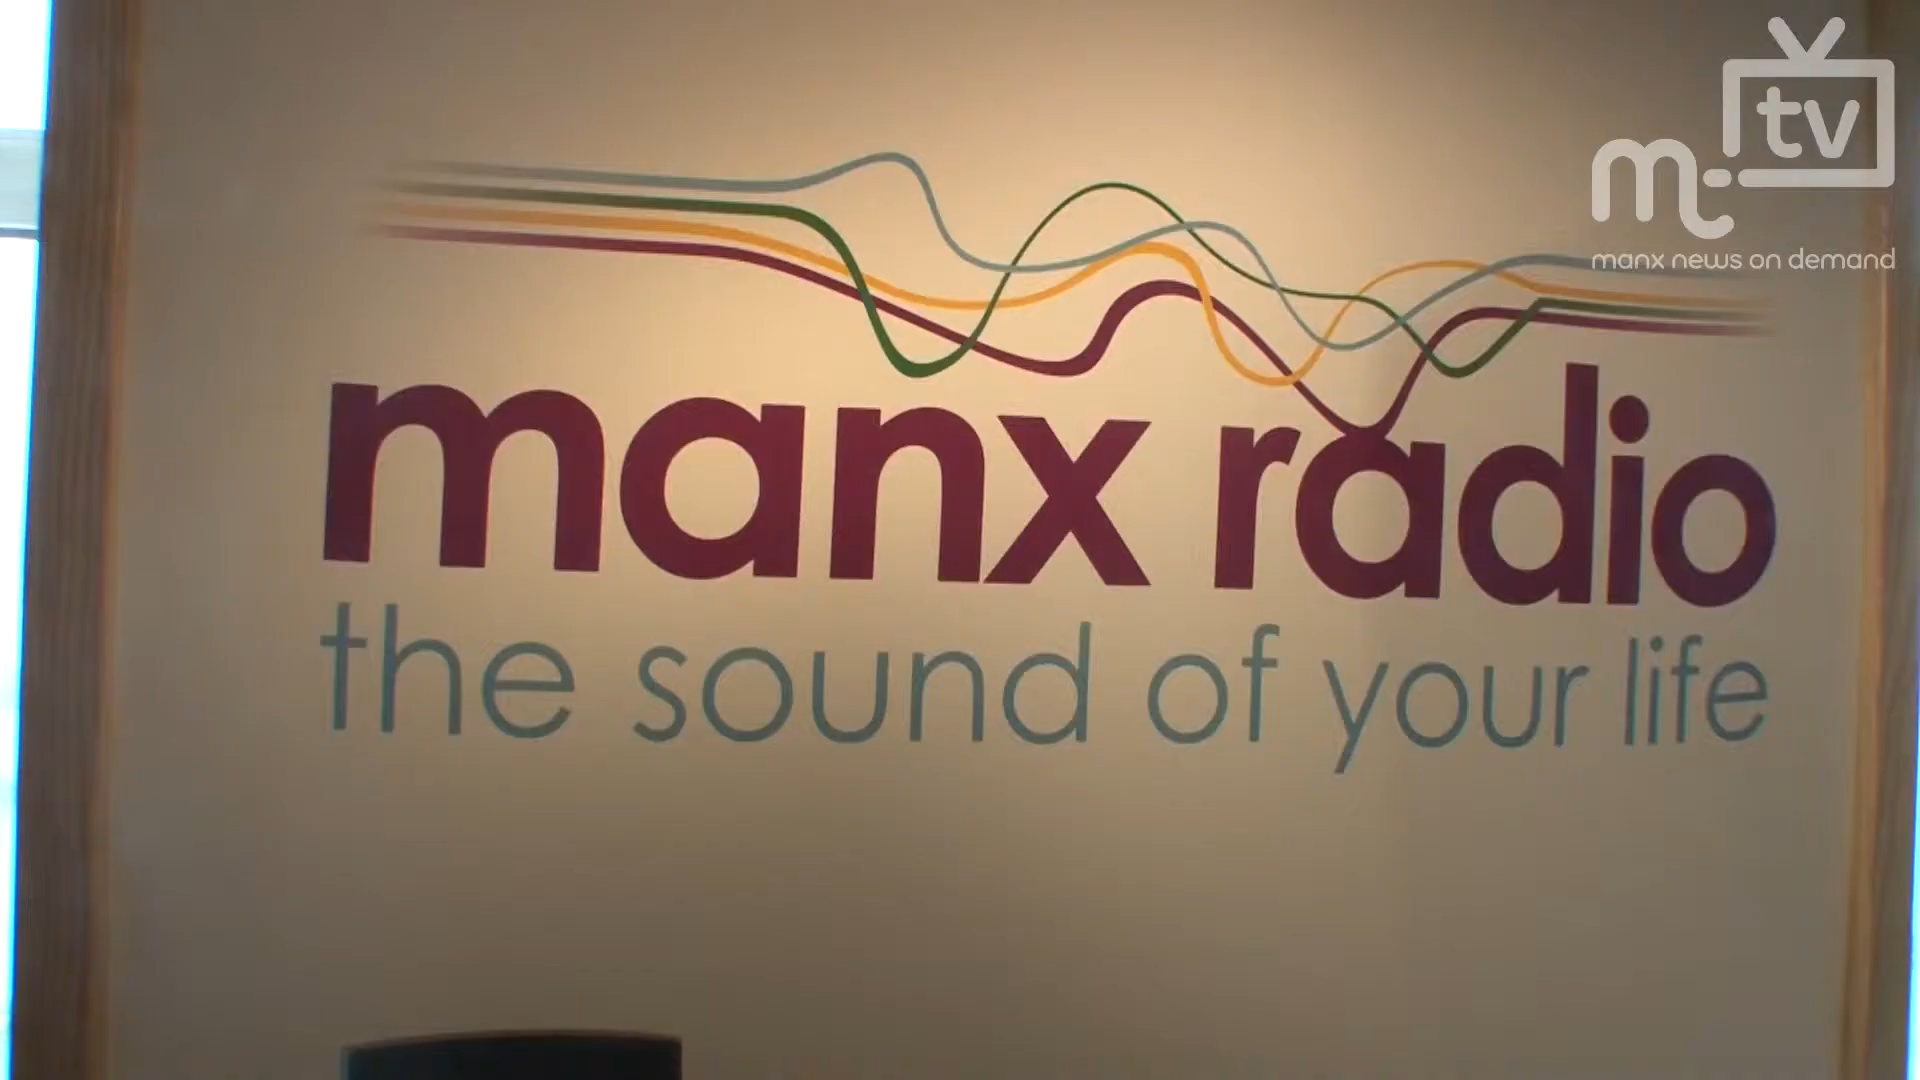 m.tv
manx news on demand
manx radio
the sound of your life